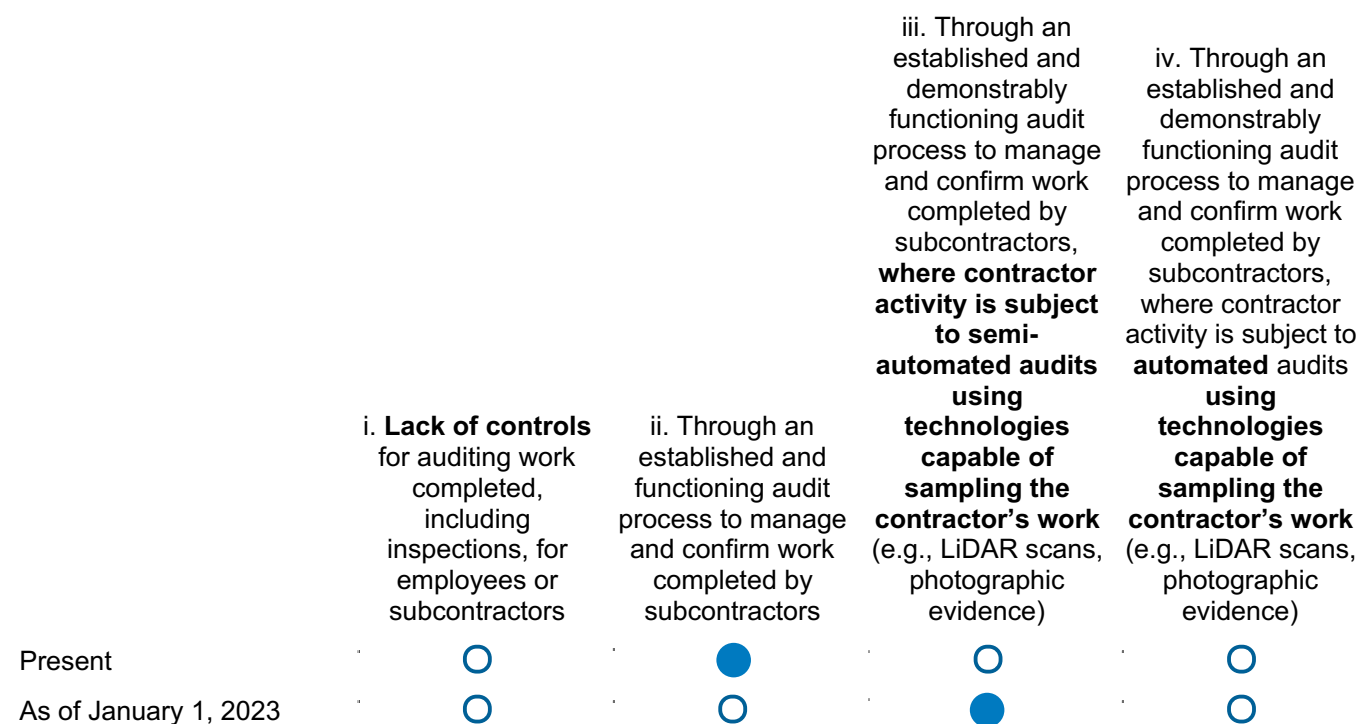 i. Lack of controls
for auditing work
completed,
including
inspections, for
employees or
subcontractors
ii. Through an
established and
functioning audit
process to manage
and confirm work
completed by
subcontractors
iii. Through an
established and
demonstrably
functioning audit
process to manage
and confirm work
completed by
subcontractors,
where contractor
activity is subject
to semi-
automated audits
using
technologies
capable of
sampling the
contractor’s work
(e.g., LiDAR scans,
photographic
evidence)
iv. Through an
established and
demonstrably
functioning audit
process to manage
and confirm work
completed by
subcontractors,
where contractor
activity is subject to
automated audits
using
technologies
capable of
sampling the
contractor’s work
(e.g., LiDAR scans,
photographic
evidence)
Present
As of January 1, 2023